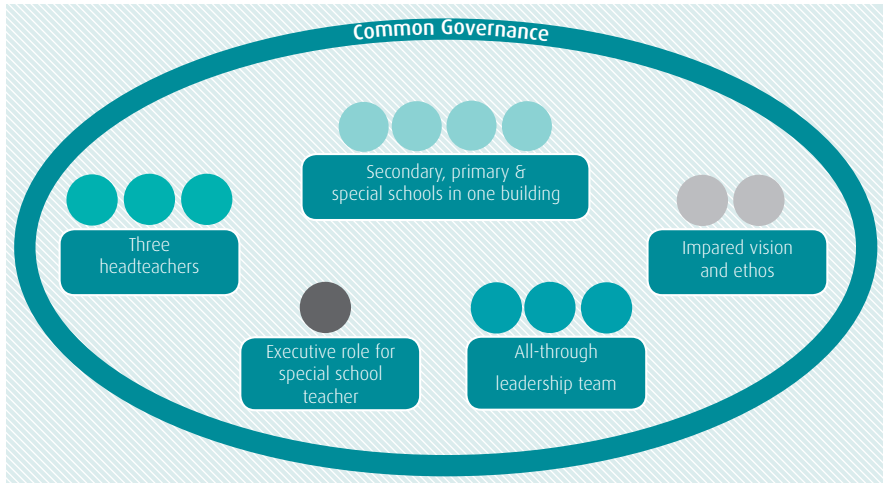 Common Governance
Secondary, primary &
special schools in one building
Three
headteachers
Impared vision
and ethos
Executive role for
special school
teacher
All-through
leadership team